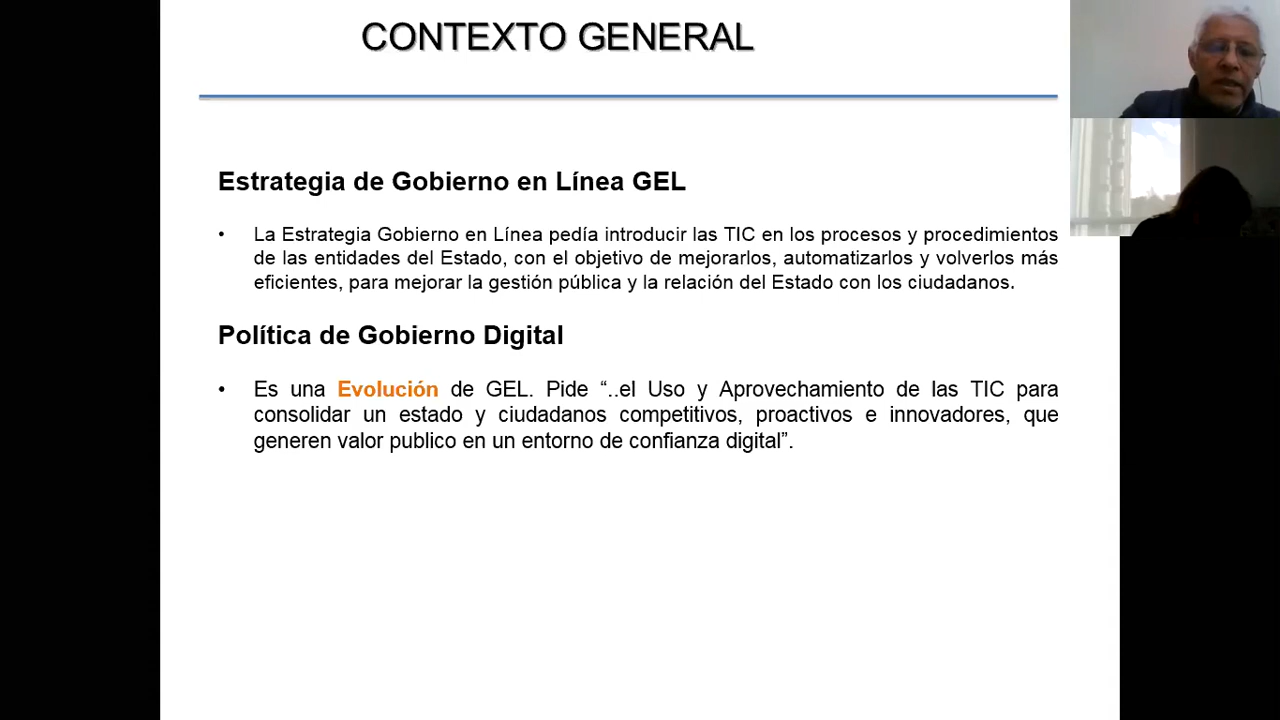 CONTEXTO GENERAL
Estrategia de Gobierno en Línea GEL
• La Estrategia Gobierno en Línea pedía introducir las TIC en los procesos y procedimientos
de las entidades del Estado, con el objetivo de mejorarlos, automatizarlos y volverlos más
eficientes, para mejorar la gestión pública y la relación del Estado con los ciudadanos.
Política de Gobierno Digital
• Es una Evolución de GEL. Pide “..el Uso y Aprovechamiento de las TIC para
consolidar un estado y ciudadanos competitivos, proactivos e innovadores, que
generen valor publico en un entorno de confianza digital”.